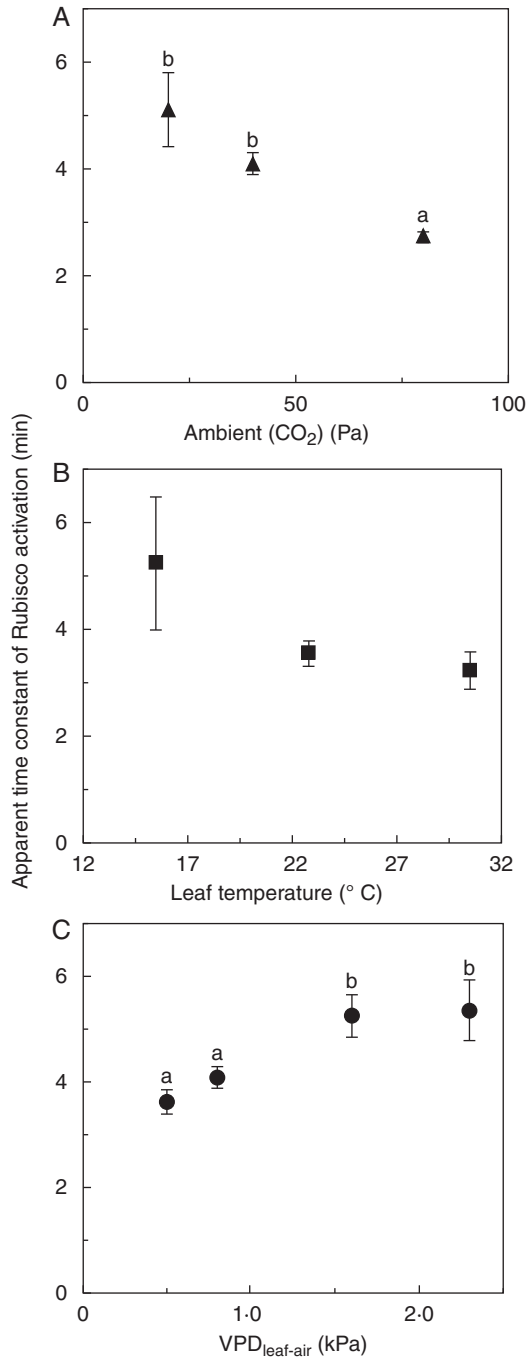 Apparent time constant of Rubisco activation (min)
A
6
4
2
0
b
b
a
0
50
100
Ambient (CO₂) (Pa)
B
6
4
2
0
12
17
22
27
32
Leaf temperature (° C)
C
6
4
2
0
a
a
b
b
0
1·0
2·0
VPD_leaf-air (kPa)